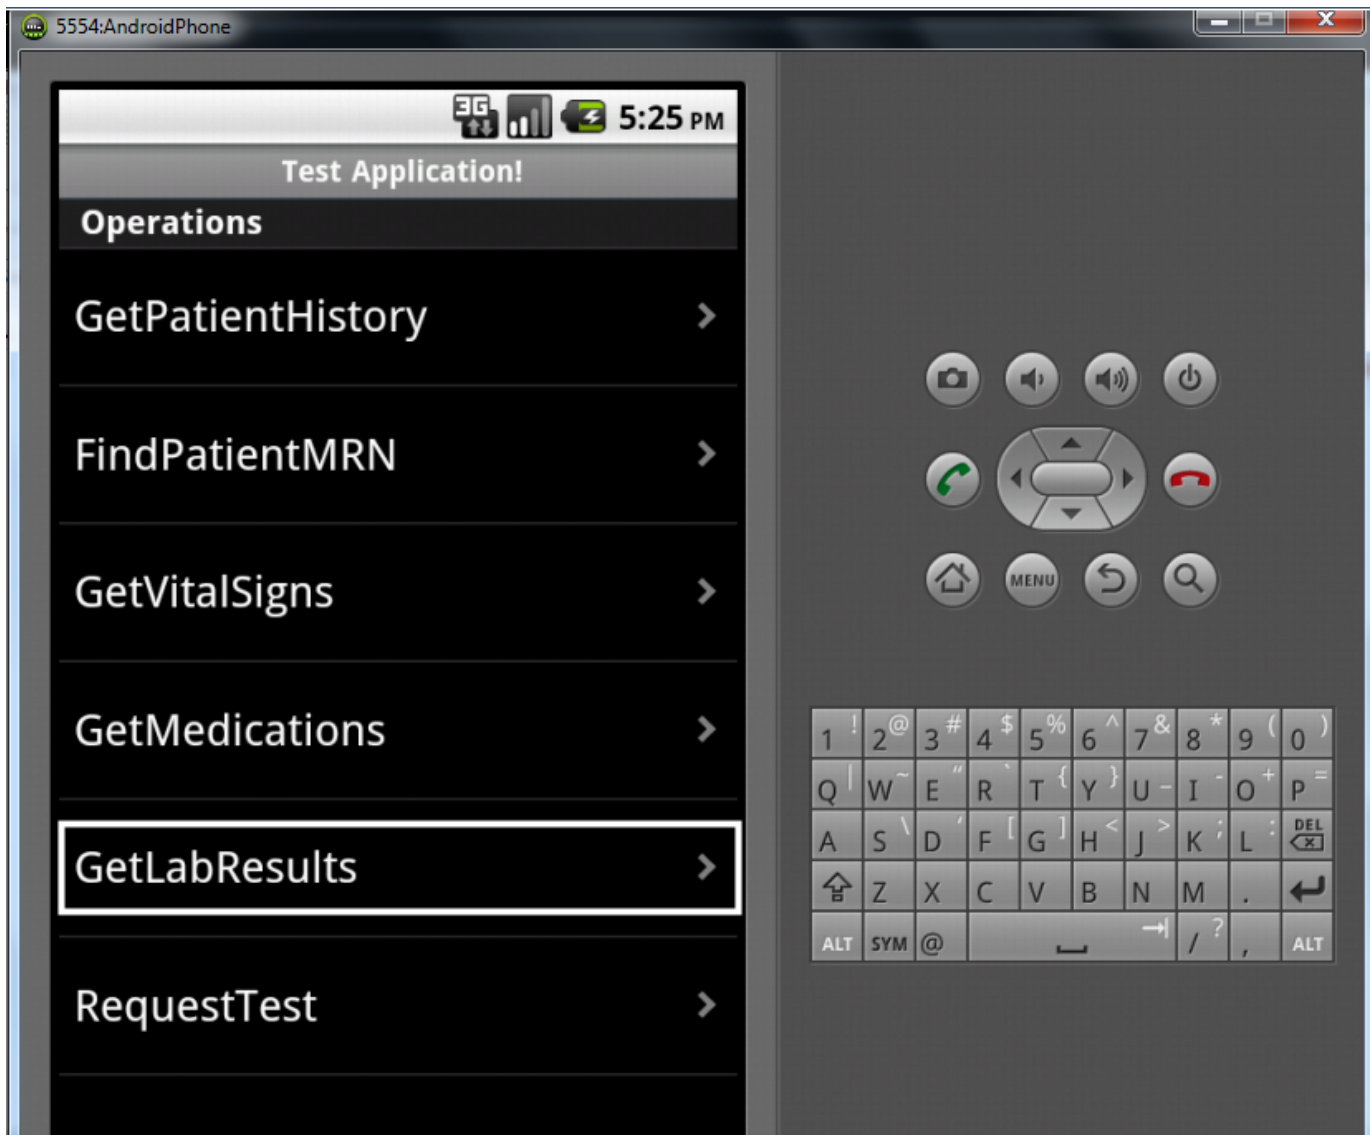 5554:AndroidPhone
3G 5:25 PM
Test Application!
Operations
GetPatientHistory
FindPatientMRN
GetVitalSigns
GetMedications
GetLabResults
RequestTest
MENU
1 ! 2 @ 3 # 4 $ 5 % 6 ^ 7 & 8 * 9 ( 0 )
Q | W ~ E " R ` T { Y } U _ I - O + P =
A S \ D ' F [ G ] H < J > K ; L : DEL
Z X C V B N M .
ALT SYM @ / ? , ALT